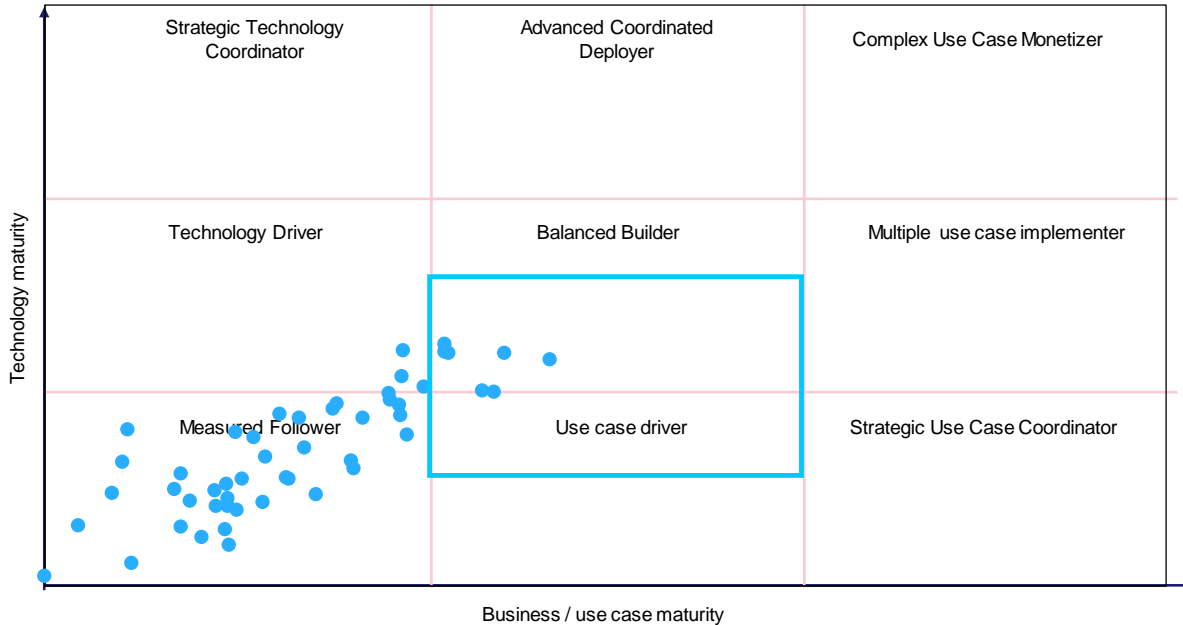 Strategic Technology
Coordinator
Advanced Coordinated
Deployer
Complex Use Case Monetizer
Technology Driver
Balanced Builder
Multiple use case implementer
Technology maturity
Measured Follower
Use case driver
Strategic Use Case Coordinator
Business / use case maturity